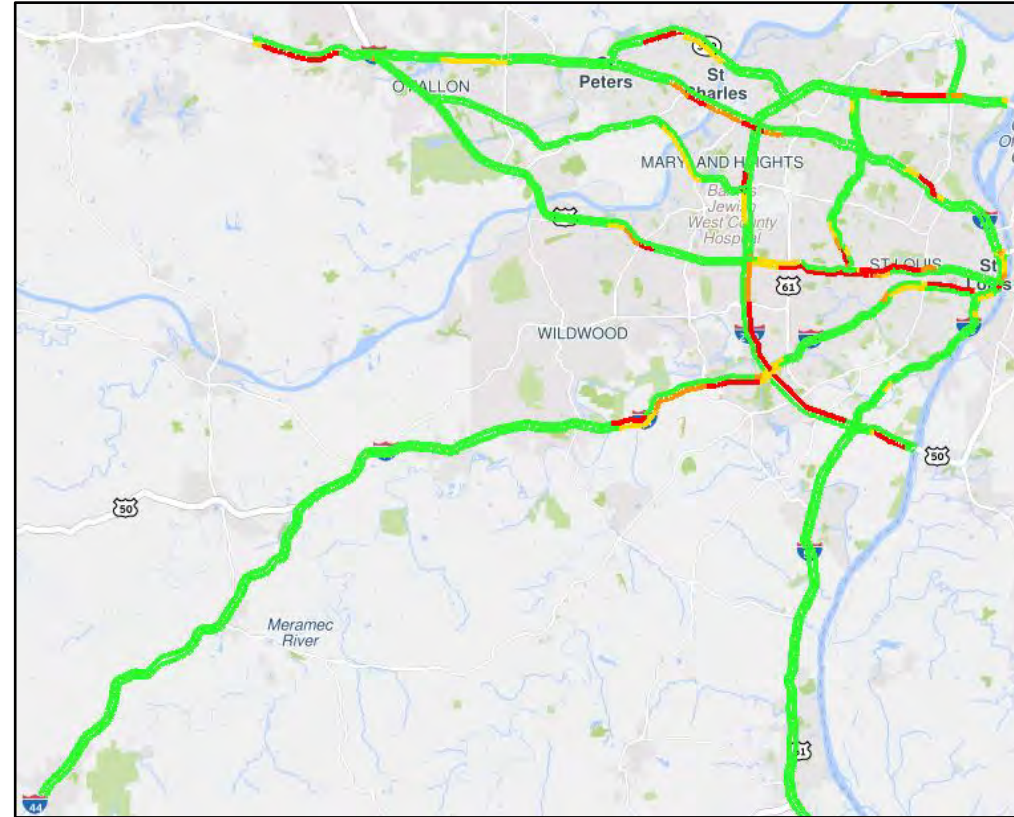 O'FALLON
Peters
St
Charles
MARYLAND HEIGHTS
Jewish
West County
Hospital
61
ST LOUIS
St
Louis
WILDWOOD
50
50
Meramec
River
61
44